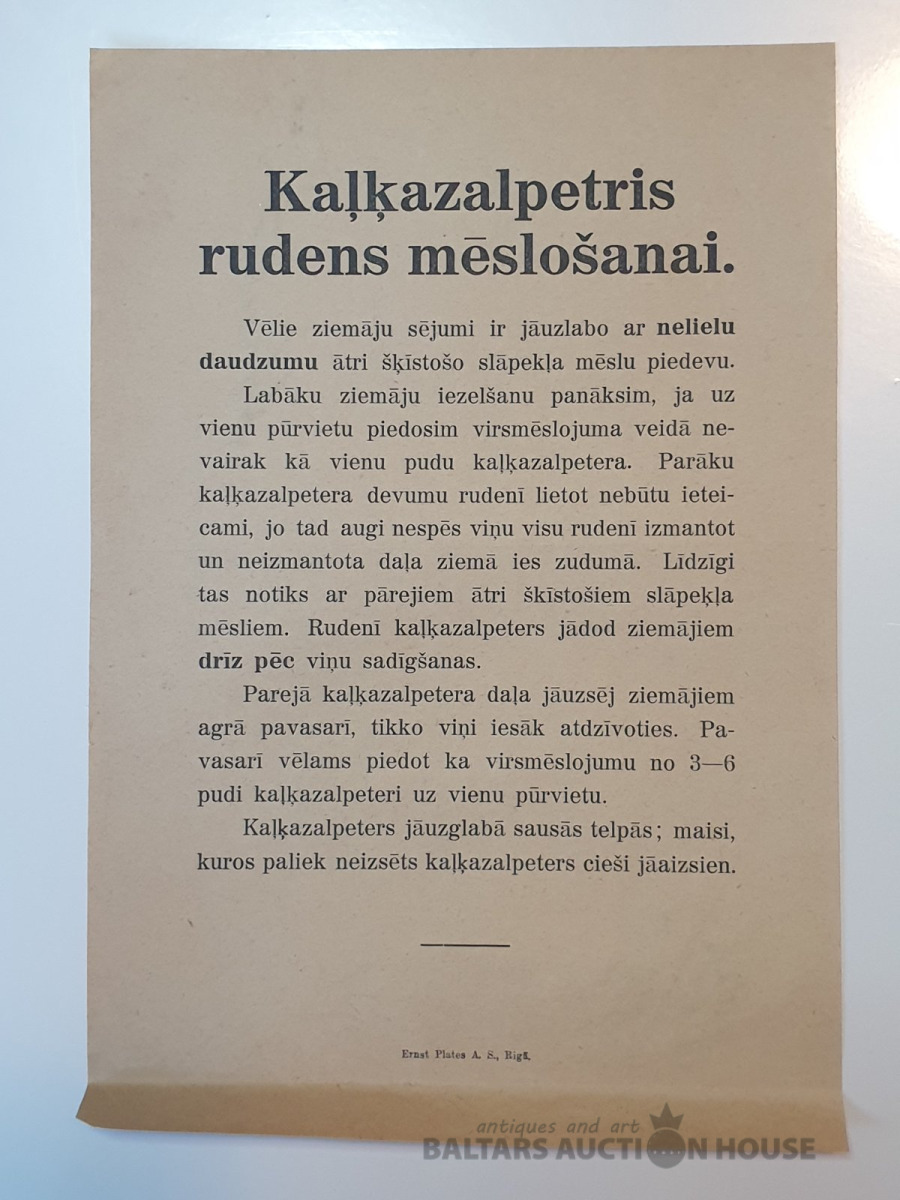 Kaļķazalpetris
rudens mēslošanai.
Vēlie ziemāju sējumi ir jāuzlabo ar nelielu
daudzumu ātri šķīstošo slāpekļa mēslu piedevu.
Labāku ziemāju iezelšanu panāksim, ja uz
vienu pūrvietu piedosim virsmēslojuma veidā ne-
vairak kā vienu pudu kaļķazalpetera. Parāku
kaļķazalpetera devumu rudenī lietot nebūtu ietei-
cami, jo tad augi nespēs viņu visu rudenī izmantot
un neizmantota daļa ziemā ies zudumā. Līdzīgi
tas notiks ar pārejiem ātri škīstošiem slāpekļa
mēsliem. Rudenī kaļķazalpeters jādod ziemājiem
drīz pēc viņu sadīgšanas.
Parejā kaļķazalpetera daļa jāuzsēj ziemājiem
agrā pavasarī, tikko viņi iesāk atdzīvoties. Pa-
vasarī vēlams piedot ka virsmēslojumu no 3—6
pudi kaļķazalpeteri uz vienu pūrvietu.
Kaļķazalpeters jāuzglabā sausās telpās; maisi,
kuros paliek neizsēts kaļķazalpeters cieši jāaizsien.
Ernst Plates A. S., Rigā.
antiques and art
BALTARS AUCTION HOUSE